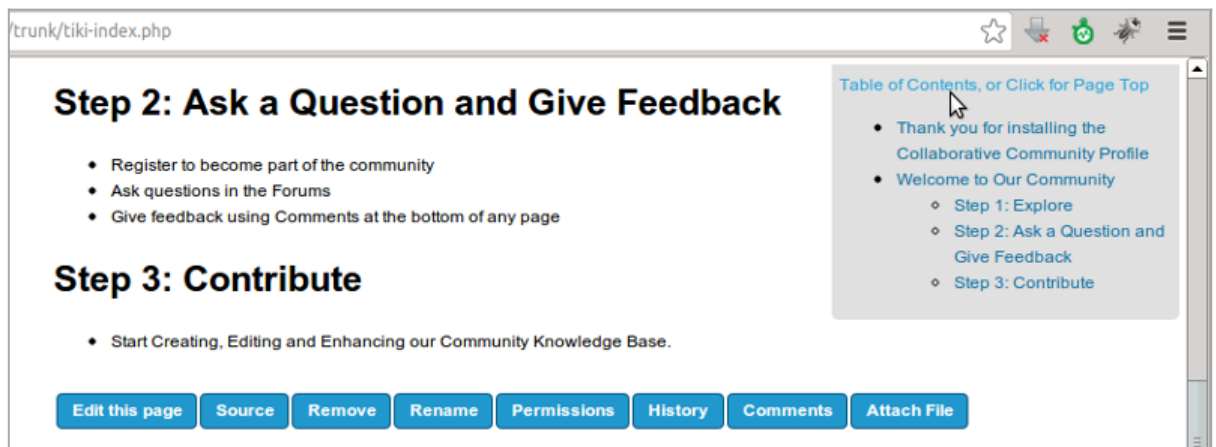 /trunk/tiki-index.php
Step 2: Ask a Question and Give Feedback
Register to become part of the community
Ask questions in the Forums
Give feedback using Comments at the bottom of any page
Step 3: Contribute
Start Creating, Editing and Enhancing our Community Knowledge Base.
Edit this page Source Remove Rename Permissions History Comments Attach File
Table of Contents, or Click for Page Top
Thank you for installing the
Collaborative Community Profile
Welcome to Our Community
Step 1: Explore
Step 2: Ask a Question and
Give Feedback
Step 3: Contribute